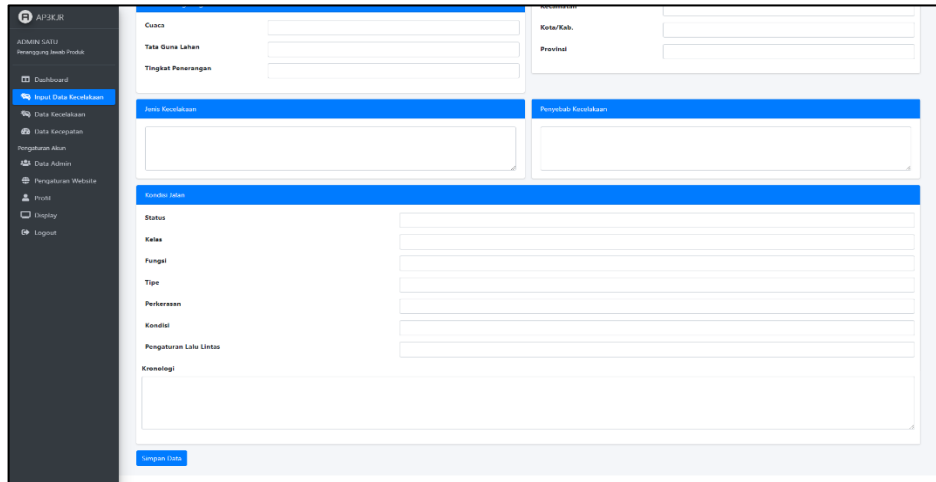 AP3KJR
ADMIN SATU
Penanggung Jawab Produk
Dashboard
Input Data Kecelakaan
Data Kecelakaan
Data Kecepatan
Pengaturan Akun
Data Admin
Pengaturan Website
Profil
Display
Logout
Cuaca
Tata Guna Lahan
Tingkat Penerangan
Kecamatan
Kota/Kab.
Provinsi
Jenis Kecelakaan
Penyebab Kecelakaan
Kondisi Jalan
Status
Kelas
Fungsi
Tipe
Perkerasan
Kondisi
Pengaturan Lalu Lintas
Kronologi
Simpan Data